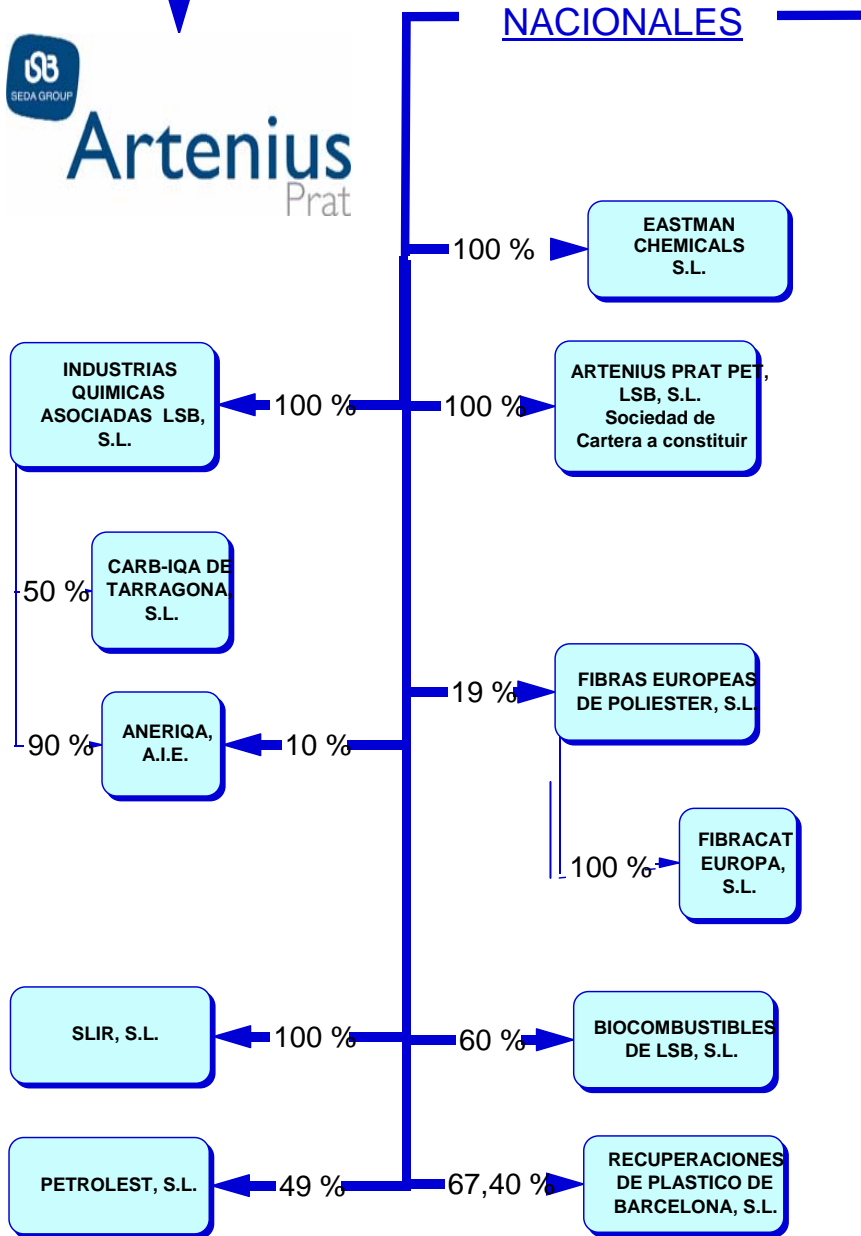 NACIONALES
LSB
SEDA GROUP
Artenius
Prat
100 %
EASTMAN
CHEMICALS
S.L.
INDUSTRIAS
QUIMICAS
ASOCIADAS LSB,
S.L.
100 %
100 %
ARTENIUS PRAT PET,
LSB, S.L.
Sociedad de
Cartera a constituir
50 %
CARB-IQA DE
TARRAGONA,
S.L.
19 %
FIBRAS EUROPEAS
DE POLIESTER, S.L.
90 %
ANERIQA,
A.I.E.
10 %
100 %
FIBRACAT
EUROPA,
S.L.
SLIR, S.L.
100 %
60 %
BIOCOMBUSTIBLES
DE LSB, S.L.
PETROLEST, S.L.
49 %
67,40 %
RECUPERACIONES
DE PLASTICO DE
BARCELONA, S.L.